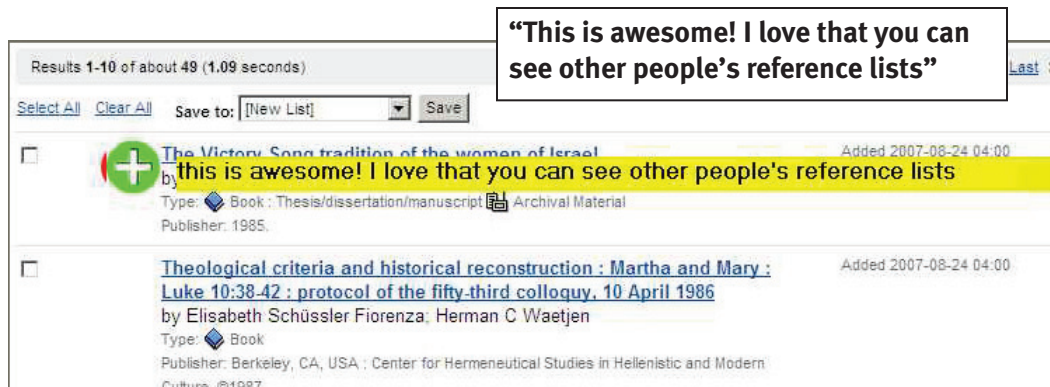 “This is awesome! I love that you can
see other people’s reference lists”
Results 1-10 of about 49 (1.09 seconds)
Last
Select All Clear All Save to: [New List] Save
The Victory Song tradition of the women of Israel
Added 2007-08-24 04:00
by
this is awesome! I love that you can see other people's reference lists
Type: Book : Thesis/dissertation/manuscript Archival Material
Publisher: 1985.
Theological criteria and historical reconstruction : Martha and Mary :
Added 2007-08-24 04:00
Luke 10:38-42 : protocol of the fifty-third colloquy, 10 April 1986
by Elisabeth Schüssler Fiorenza; Herman C Waetjen
Type: Book
Publisher: Berkeley, CA, USA : Center for Hermeneutical Studies in Hellenistic and Modern
Culture, ©1987